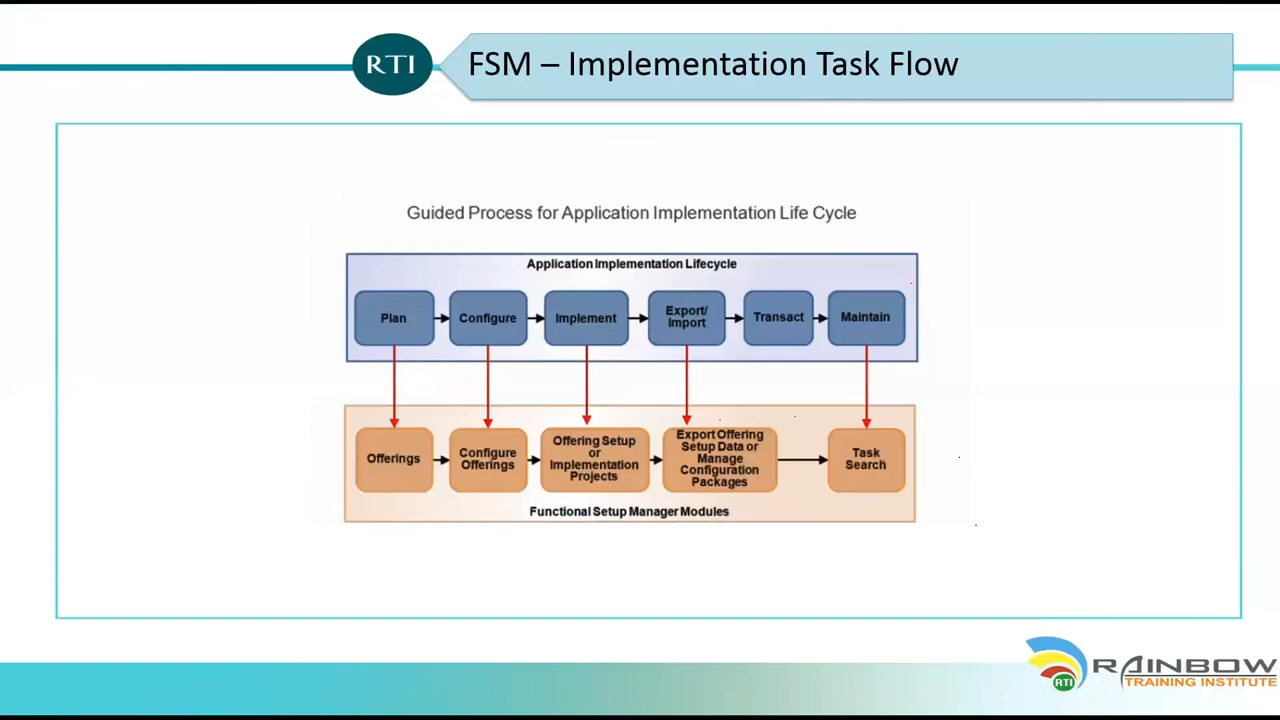 RTI
FSM – Implementation Task Flow
Guided Process for Application Implementation Life Cycle
Application Implementation Lifecycle
Plan
Configure
Implement
Export/
Import
Transact
Maintain
Offerings
Configure
Offerings
Offering Setup
or
Implementation
Projects
Export Offering
Setup Data or
Manage
Configuration
Packages
Task
Search
Functional Setup Manager Modules
RTI
RAINBOW
TRAINING INSTITUTE